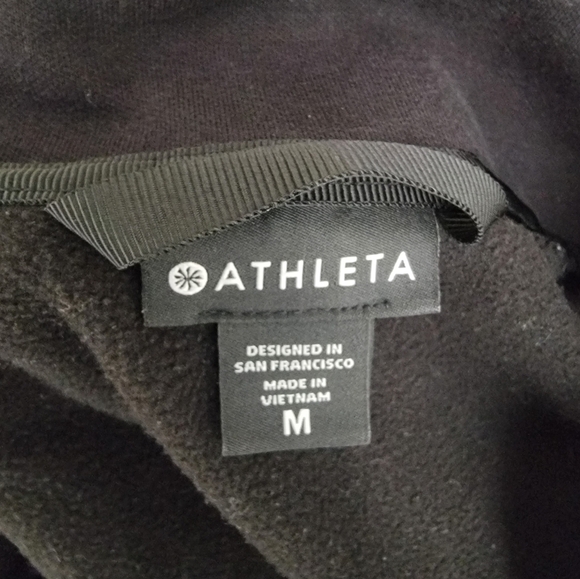 ATHLETA
DESIGNED IN
SAN FRANCISCO
MADE IN
VIETNAM
M